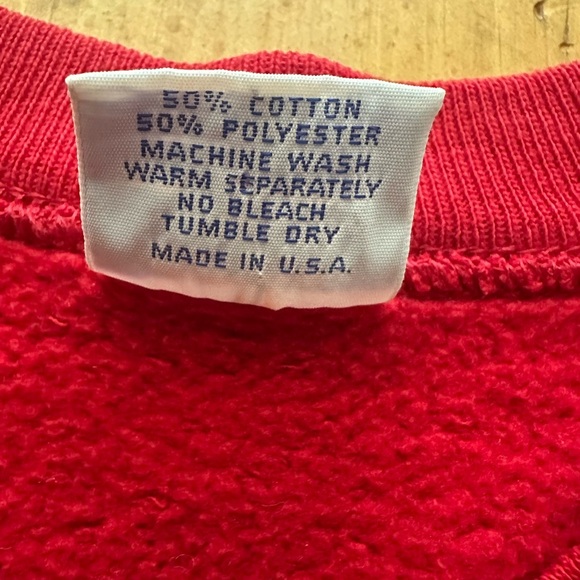 50% COTTON
50% POLYESTER
MACHINE WASH
WARM SEPARATELY
NO BLEACH
TUMBLE DRY
MADE IN U.S.A.